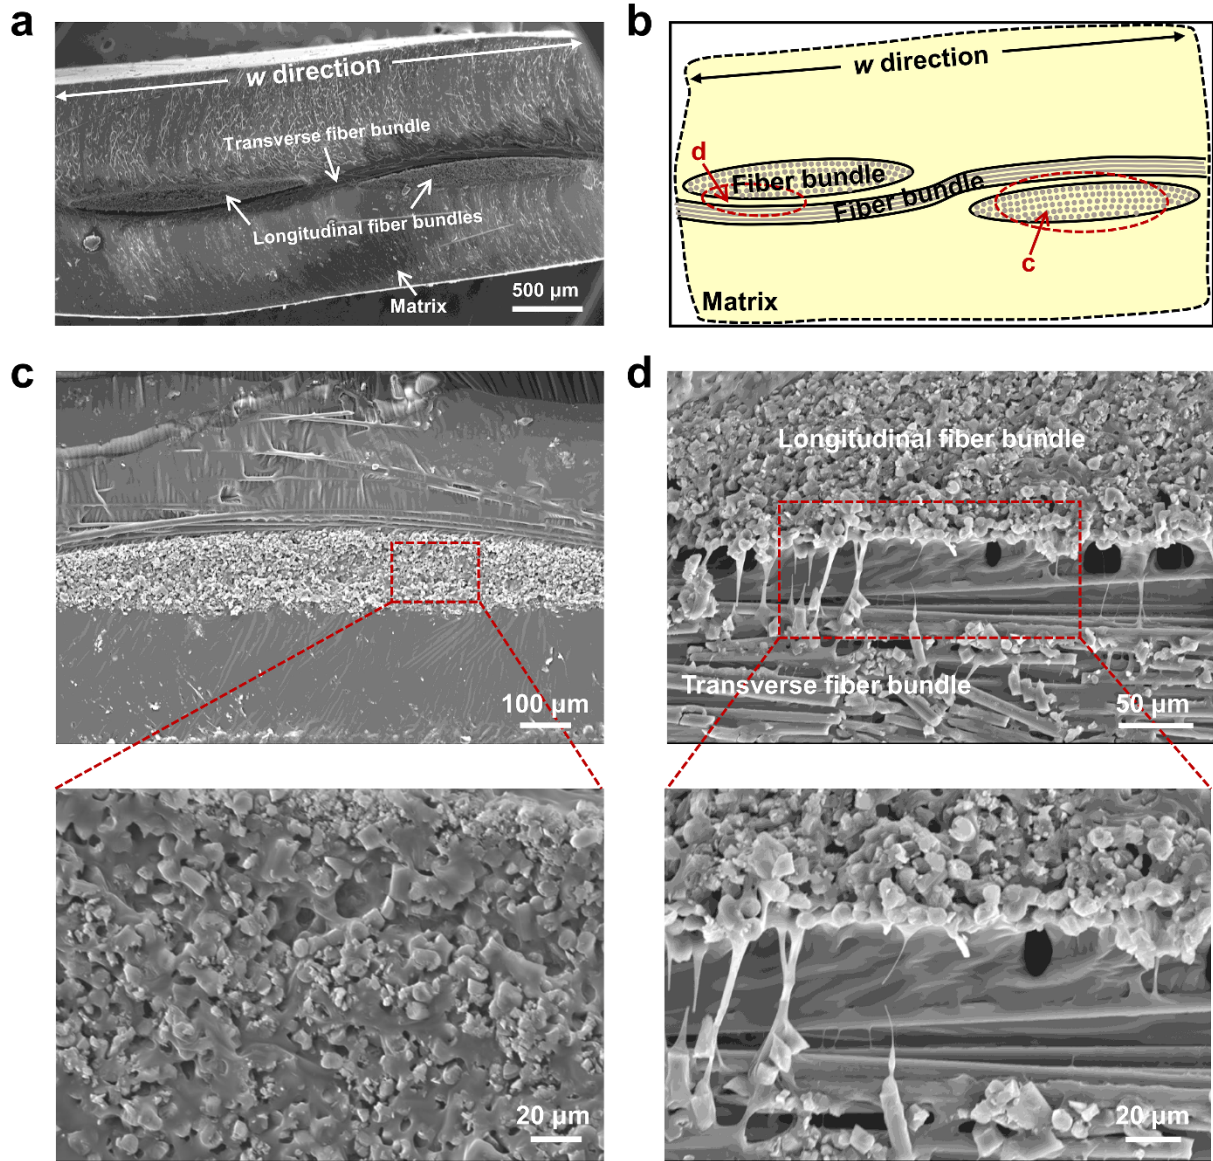 a
w direction
Transverse fiber bundle
Longitudinal fiber bundles
Matrix
500 μm
b
w direction
d
Fiber bundle
Fiber bundle
c
Matrix
c
100 μm
20 μm
d
Longitudinal fiber bundle
Transverse fiber bundle
50 μm
20 μm